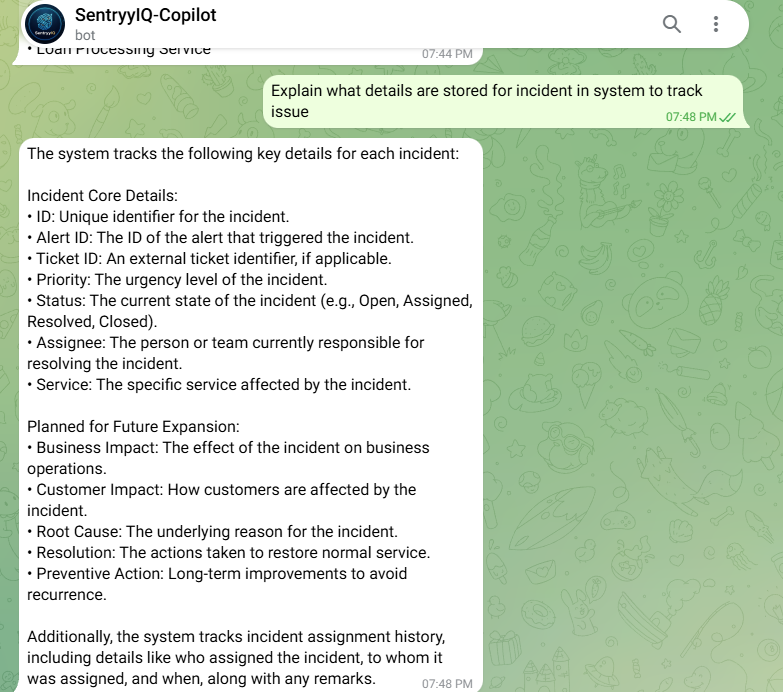 SentryyIQ-Copilot
bot
• Loan Processing Service
07:44 PM
Explain what details are stored for incident in system to track
issue
07:48 PM
The system tracks the following key details for each incident:
Incident Core Details:
• ID: Unique identifier for the incident.
• Alert ID: The ID of the alert that triggered the incident.
• Ticket ID: An external ticket identifier, if applicable.
• Priority: The urgency level of the incident.
• Status: The current state of the incident (e.g., Open, Assigned,
Resolved, Closed).
• Assignee: The person or team currently responsible for
resolving the incident.
• Service: The specific service affected by the incident.
Planned for Future Expansion:
• Business Impact: The effect of the incident on business
operations.
• Customer Impact: How customers are affected by the
incident.
• Root Cause: The underlying reason for the incident.
• Resolution: The actions taken to restore normal service.
• Preventive Action: Long-term improvements to avoid
recurrence.
Additionally, the system tracks incident assignment history,
including details like who assigned the incident, to whom it
was assigned, and when, along with any remarks.
07:48 PM